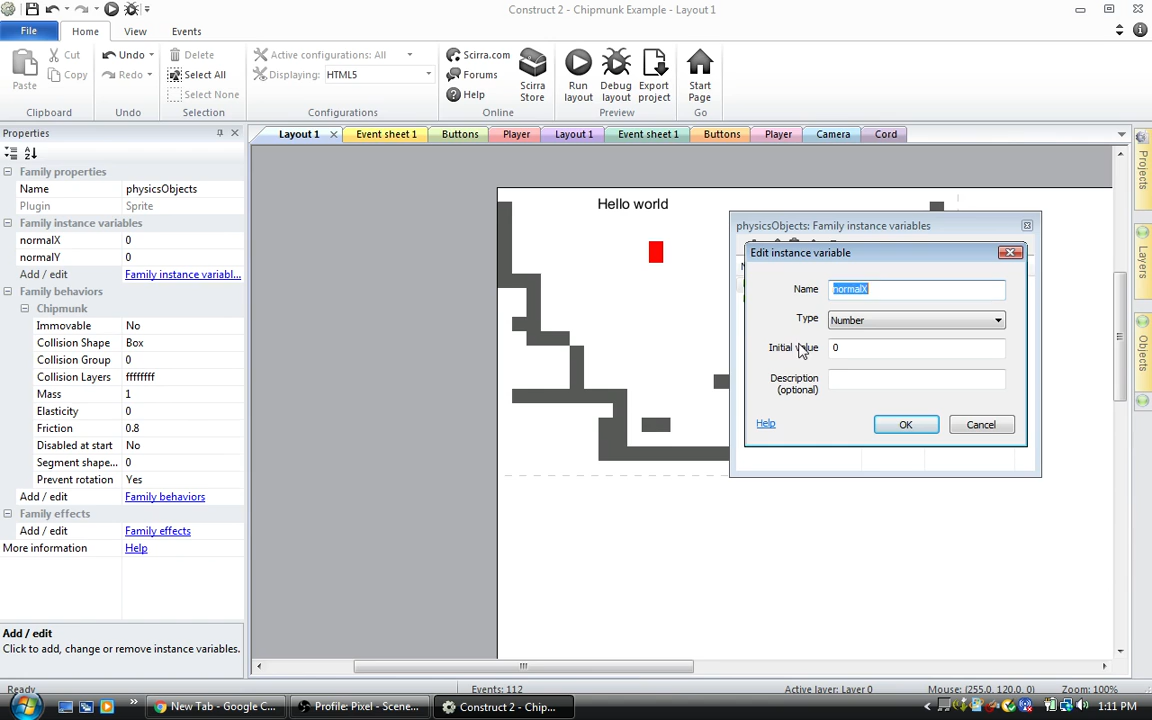 Construct 2 - Chipmunk Example - Layout 1
File
Home
View
Events
Paste
Cut
Copy
Clipboard
Undo
Redo
Undo
Delete
Select All
Select None
Selection
Active configurations: All
Displaying: HTML5
Configurations
Scirra.com
Forums
Help
Scirra Store
Online
Run layout
Debug layout
Export project
Preview
Start Page
Go
Properties
Layout 1
Event sheet 1
Buttons
Player
Layout 1
Event sheet 1
Buttons
Player
Camera
Cord
Family properties
Name physicsObjects
Plugin Sprite
Family instance variables
normalX 0
normalY 0
Add / edit Family instance variabl...
Family behaviors
Chipmunk
Immovable No
Collision Shape Box
Collision Group 0
Collision Layers ffffffff
Mass 1
Elasticity 0
Friction 0.8
Disabled at start No
Segment shape... 0
Prevent rotation Yes
Add / edit Family behaviors
Family effects
Add / edit Family effects
More information Help
Add / edit
Click to add, change or remove instance variables.
Hello world
physicsObjects: Family instance variables
Edit instance variable
Name normalX
Type Number
Initial value 0
Description
(optional)
Help
OK
Cancel
Projects
Layers
Objects
Ready
Events: 112
Active layer: Layer 0
Mouse: (255.0, 120.0, 0)
Zoom: 100%
New Tab - Google C...
Profile: Pixel - Scene...
Construct 2 - Chip...
1:11 PM